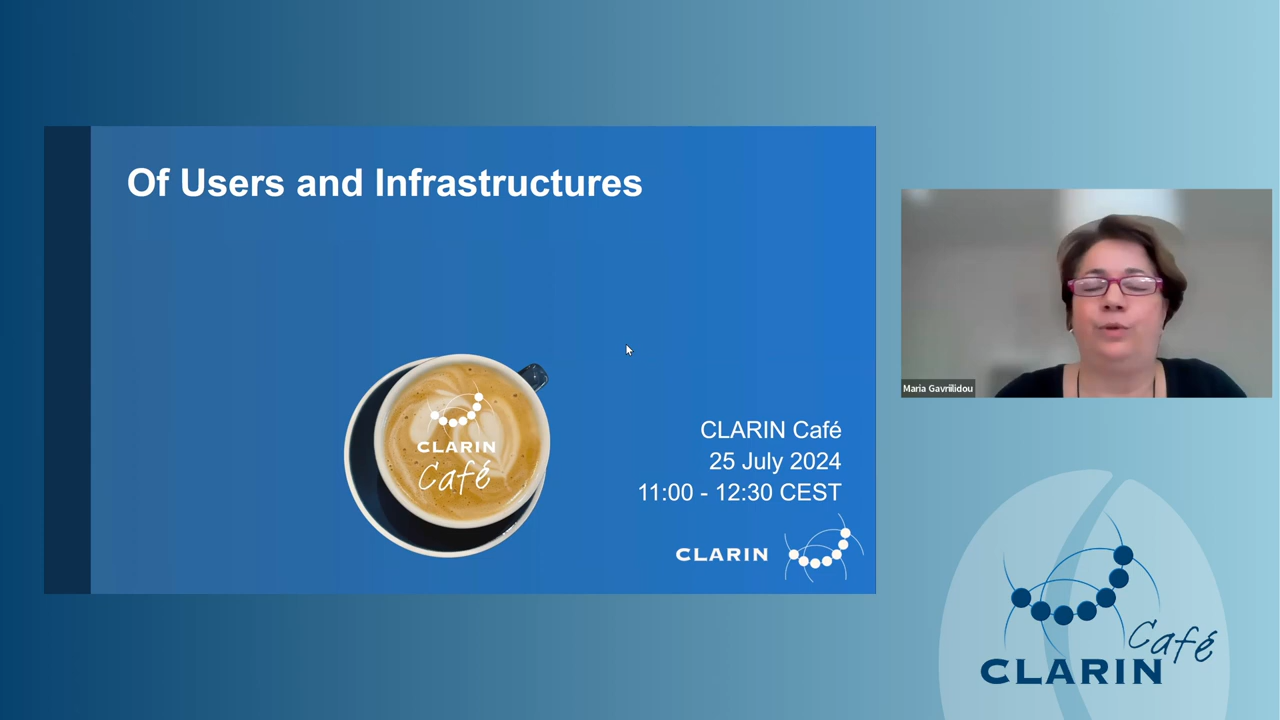 Of Users and Infrastructures
CLARIN
Café
CLARIN Café
25 July 2024
11:00 - 12:30 CEST
CLARIN
Maria Gavriilidou
Café
CLARIN